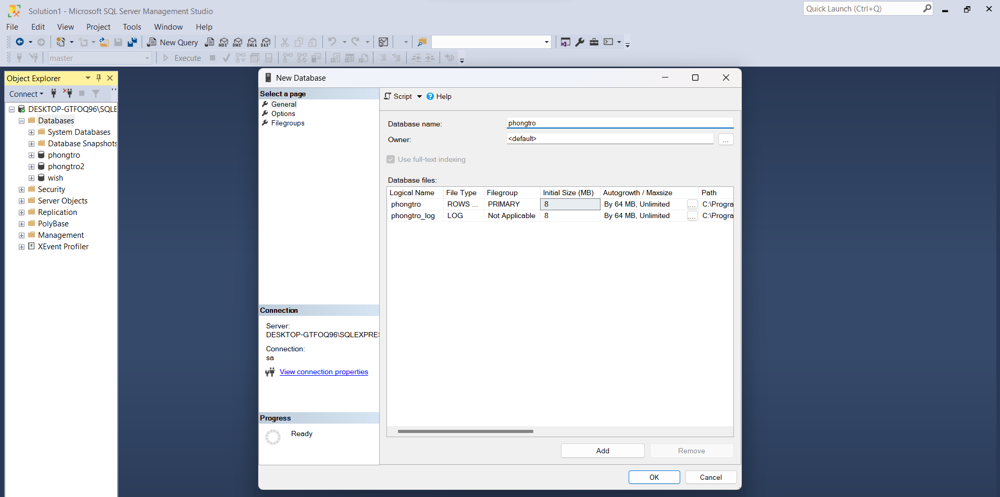 Solution1 - Microsoft SQL Server Management Studio
Quick Launch (Ctrl+Q)
File Edit View Project Tools Window Help
New Query MDX DMX XMLA DAX
master Execute
Object Explorer
Connect
DESKTOP-GTFOQ96\SQLE
Databases
System Databases
Database Snapshots
phongtro
phongtro2
wish
Security
Server Objects
Replication
PolyBase
Management
XEvent Profiler
New Database
Select a page
General
Options
Filegroups
Connection
Server:
DESKTOP-GTFOQ96\SQLEXPRES
Connection:
sa
View connection properties
Progress
Ready
Script Help
Database name: phongtro
Owner: <default> ...
Use full-text indexing
Database files:
Logical Name File Type Filegroup Initial Size (MB) Autogrowth / Maxsize Path
phongtro ROWS ... PRIMARY 8 By 64 MB, Unlimited .... C:\Progra
phongtro_log LOG Not Applicable 8 By 64 MB, Unlimited .... C:\Progra
Add Remove
OK Cancel